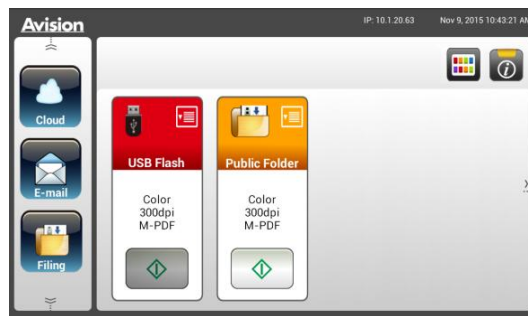 Avision
IP: 10.1.20.63
Nov 9, 2015 10:43:21 AM
Cloud
E-mail
Filing
USB Flash
Color
300dpi
M-PDF
Public Folder
Color
300dpi
M-PDF